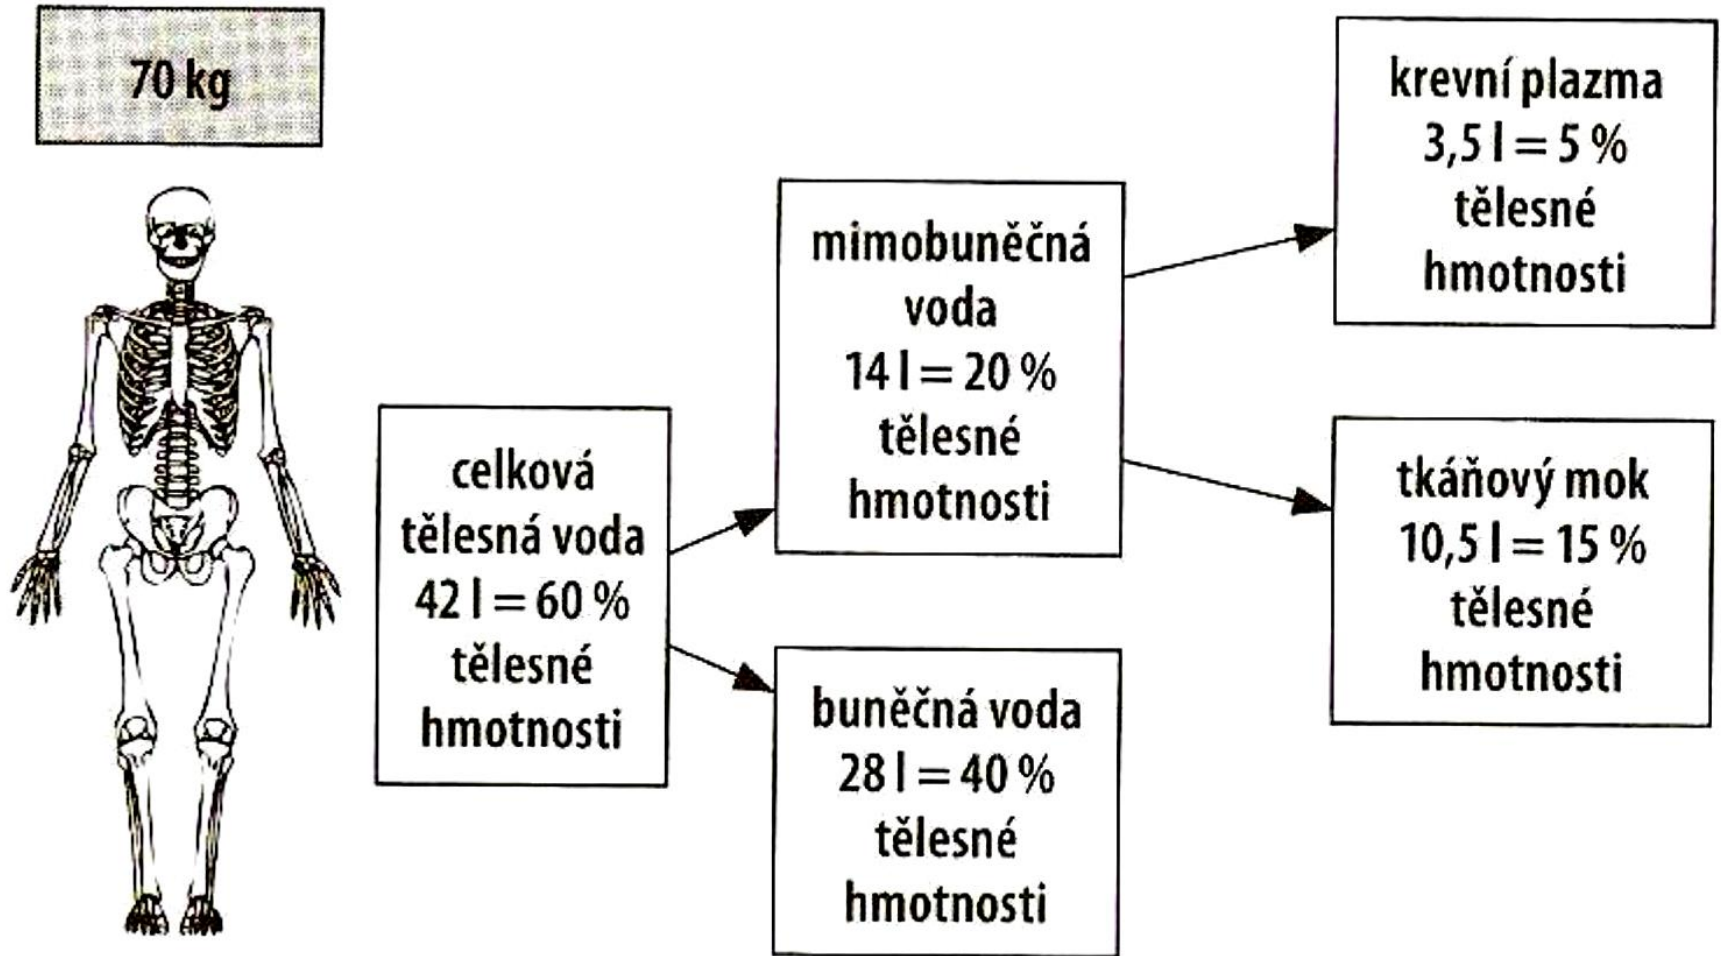 70 kg
celková
tělesná voda
42 l = 60 %
tělesné
hmotnosti
mimobuněčná
voda
14 l = 20 %
tělesné
hmotnosti
buněčná voda
28 l = 40 %
tělesné
hmotnosti
krevní plazma
3,5 l = 5 %
tělesné
hmotnosti
tkáňový mok
10,5 l = 15 %
tělesné
hmotnosti